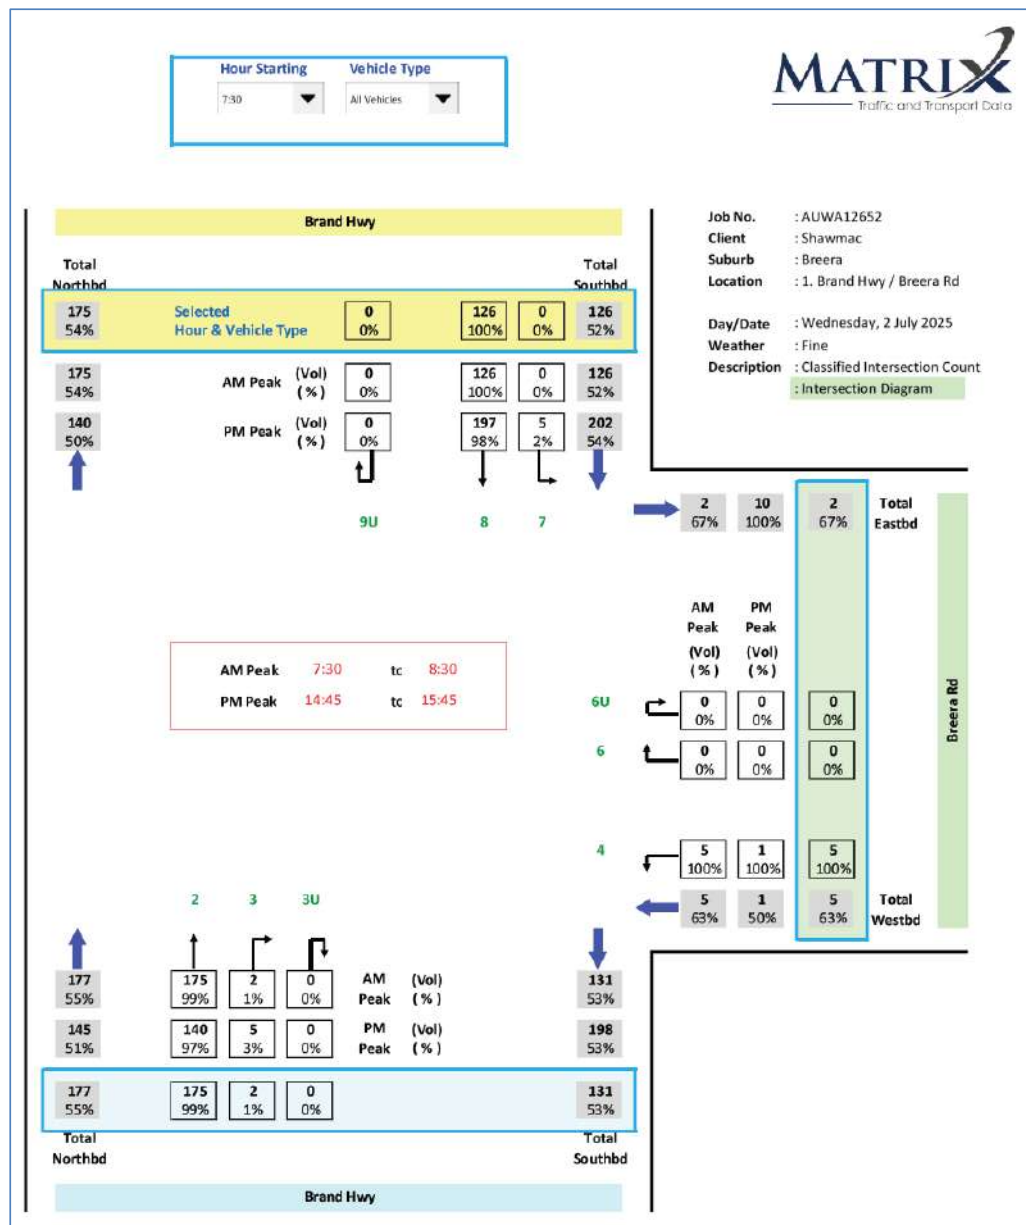 Hour Starting Vehicle Type
7:30 All Vehicles
MATRIX
Traffic and Transport Data
Brand Hwy
Job No. : AUWA12652
Client : Shawmac
Suburb : Breera
Location : 1. Brand Hwy / Breera Rd
Day/Date : Wednesday, 2 July 2025
Weather : Fine
Description : Classified Intersection Count
: Intersection Diagram
Total Total
Northbd Southbd
175 Selected 0 126 0 126
54% Hour & Vehicle Type 0% 100% 0% 52%
175 AM Peak (Vol) 0 126 0 126
54% (%) 0% 100% 0% 52%
140 PM Peak (Vol) 0 197 5 202
50% (%) 0% 98% 2% 54%
9U 8 7
2 10 2 Total
67% 100% 67% Eastbd
AM PM
Peak Peak
(Vol) (Vol)
(%) (%)
AM Peak 7:30 tc 8:30
PM Peak 14:45 to 15:45
6U 0 0 0
0% 0% 0%
6 0 0 0
0% 0% 0%
Breera Rd
4 5 1 5
100% 100% 100%
5 1 5 Total
63% 50% 63% Westbd
2 3 3U
177 175 2 0 AM (Vol) 131
55% 99% 1% 0% Peak (%) 53%
145 140 5 0 PM (Vol) 198
51% 97% 3% 0% Peak (%) 53%
177 175 2 0 131
55% 99% 1% 0% 53%
Total Total
Northbd Southbd
Brand Hwy